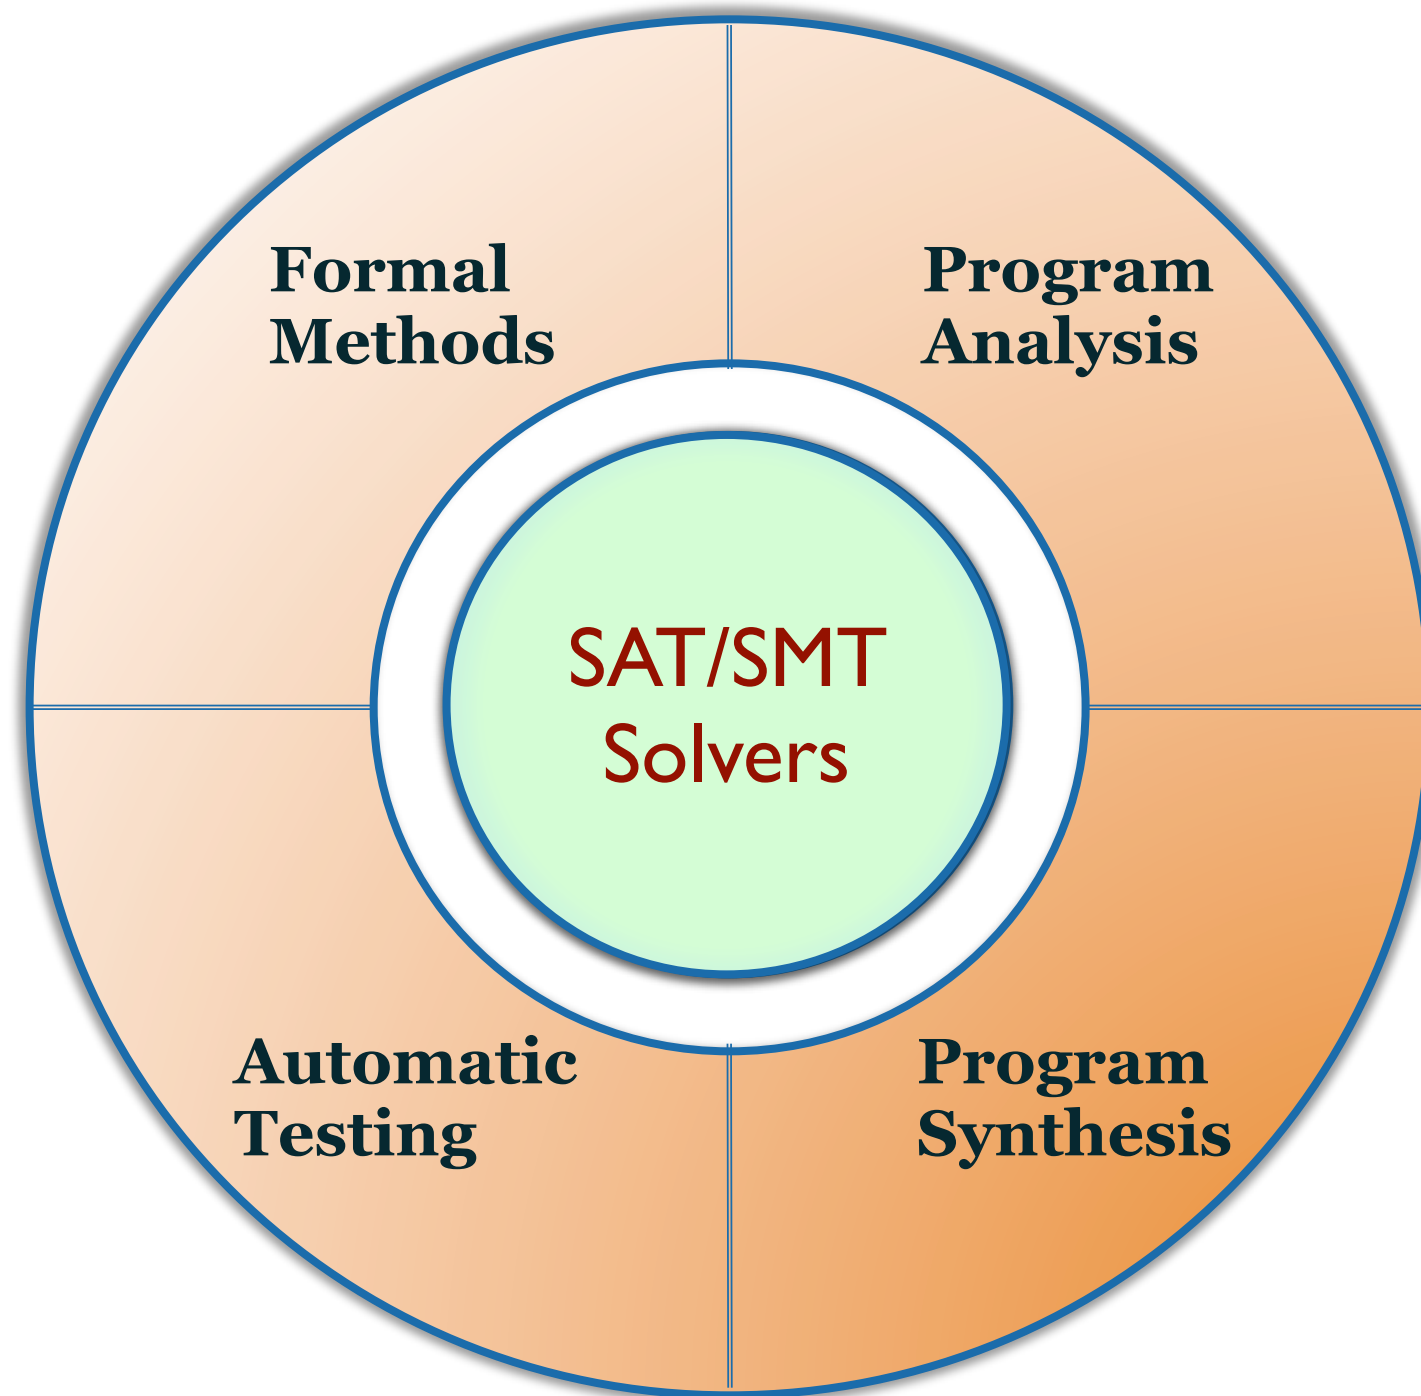 Formal
Methods
Program
Analysis
SAT/SMT
Solvers
Automatic
Testing
Program
Synthesis